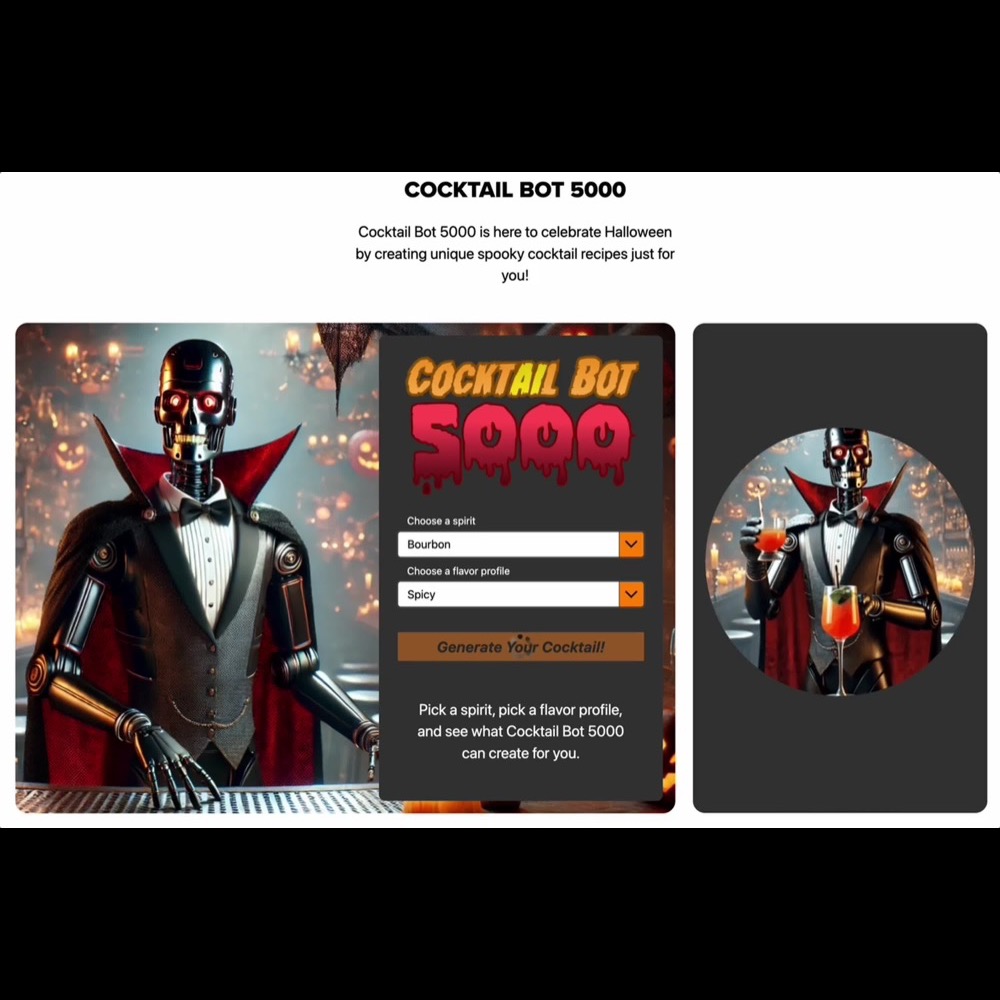 COCKTAIL BOT 5000
Cocktail Bot 5000 is here to celebrate Halloween
by creating unique spooky cocktail recipes just for
you!
COCKTAIL BOT
5000
Choose a spirit
Bourbon
Choose a flavor profile
Spicy
Generate Your Cocktail!
Pick a spirit, pick a flavor profile,
and see what Cocktail Bot 5000
can create for you.